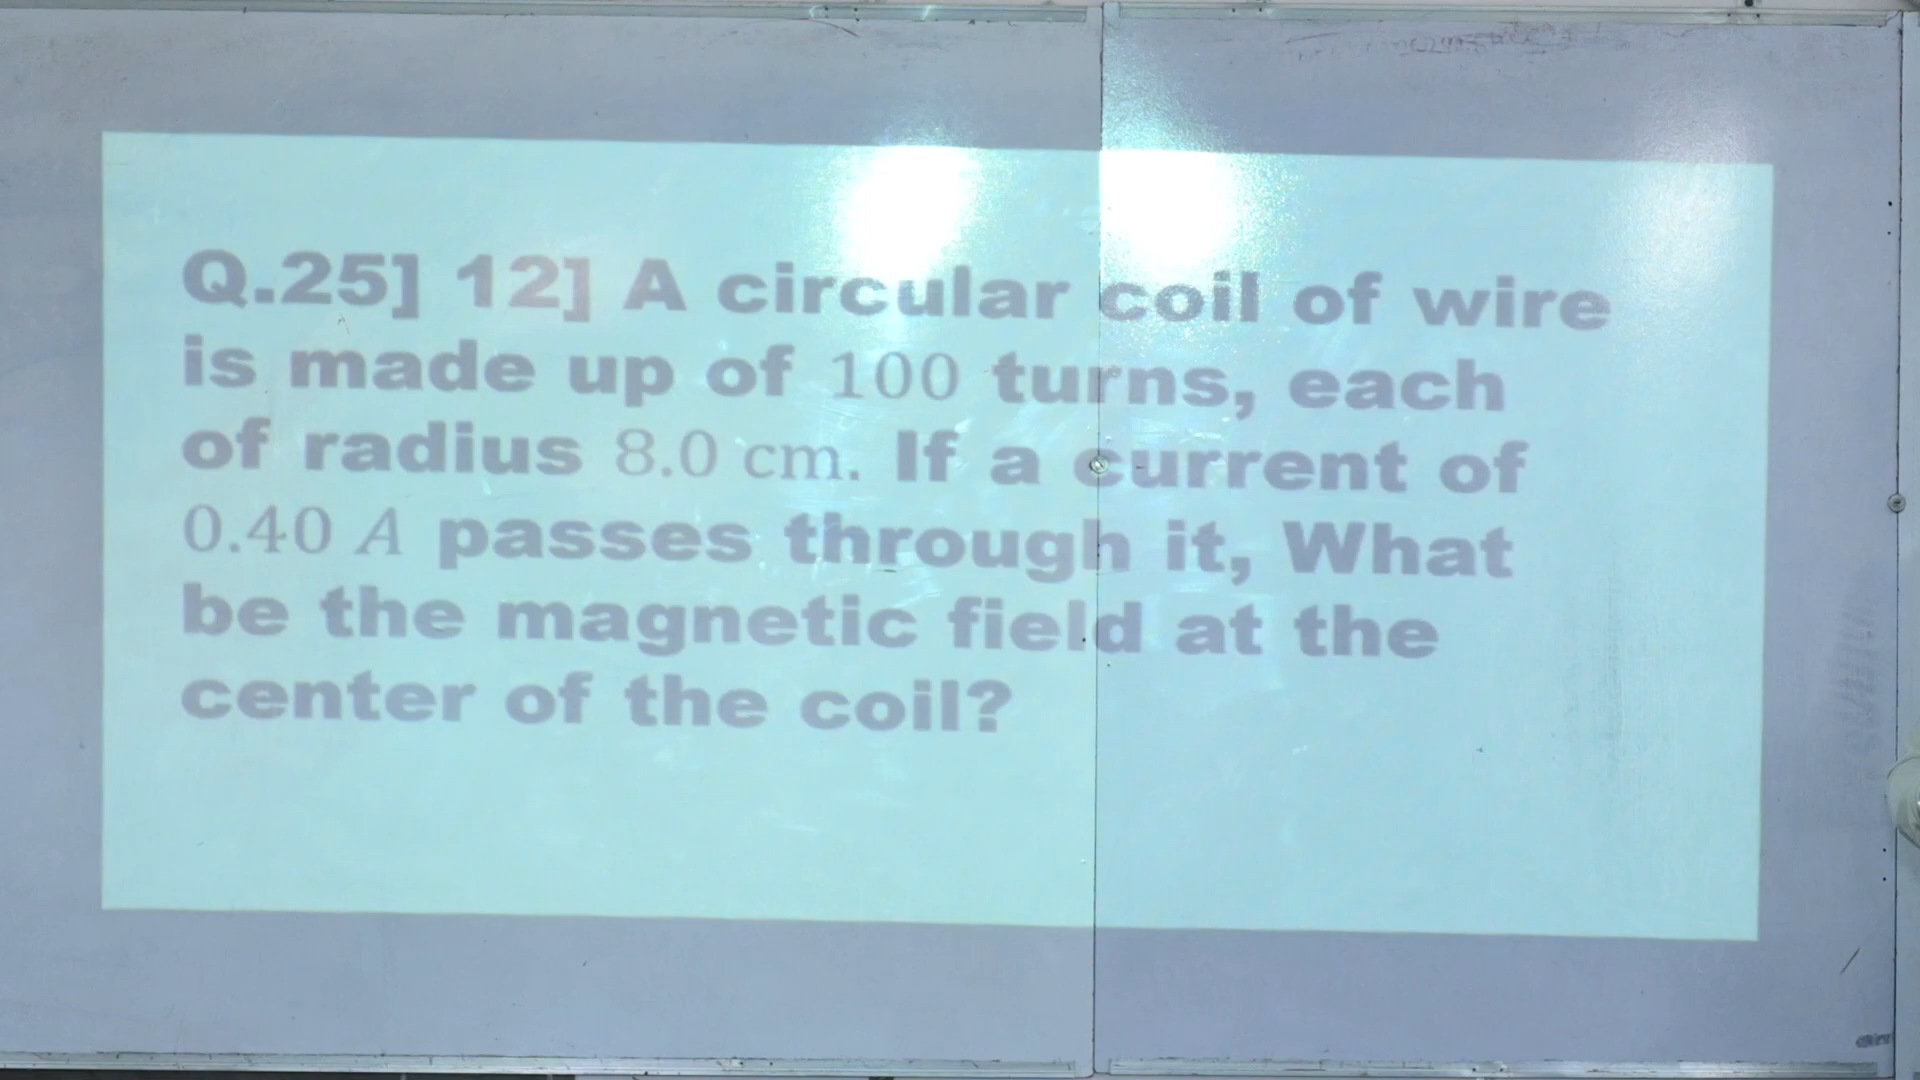 Q.25] 12] A circular coil of wire
is made up of 100 turns, each
of radius 8.0 cm. If a current of
0.40 A passes through it, What
be the magnetic field at the
center of the coil?